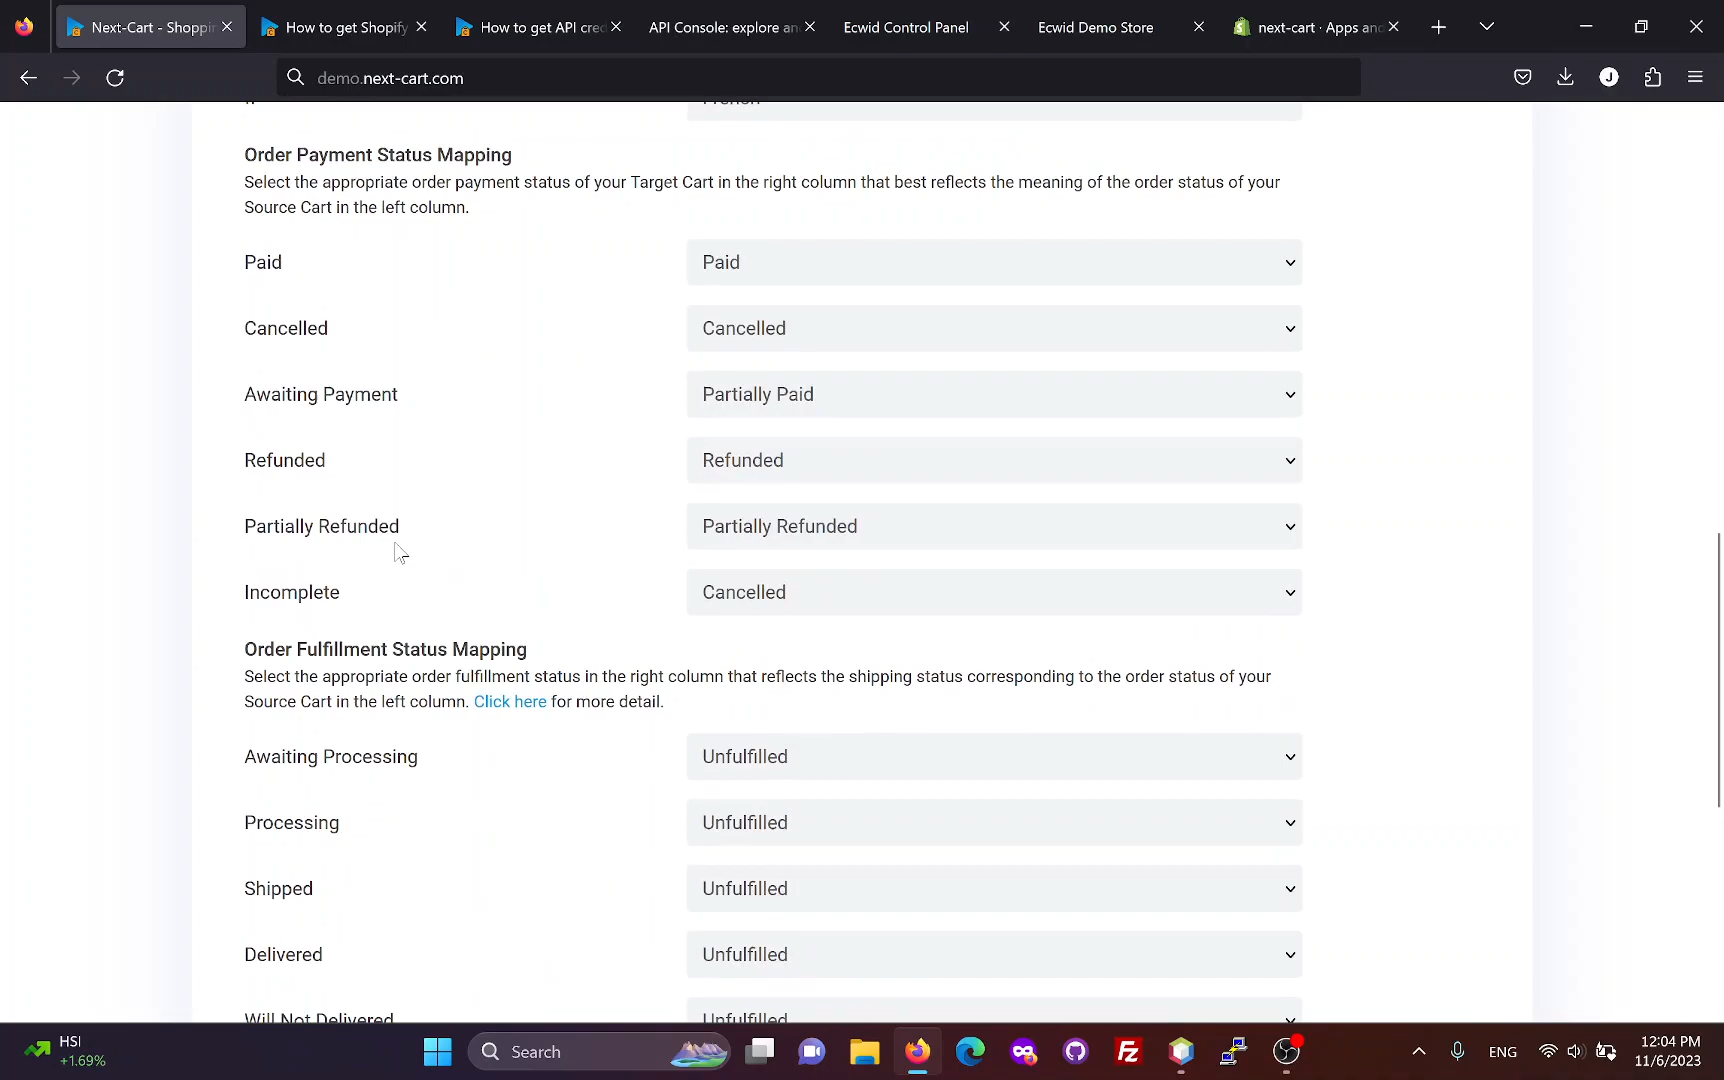 Next-Cart - Shoppin
How to get Shopify
How to get API cred
API Console: explore an
Ecwid Control Panel
Ecwid Demo Store
next-cart · Apps and
demo.next-cart.com
J
French
Order Payment Status Mapping
Select the appropriate order payment status of your Target Cart in the right column that best reflects the meaning of the order status of your
Source Cart in the left column.
Paid
Paid
Cancelled
Cancelled
Awaiting Payment
Partially Paid
Refunded
Refunded
Partially Refunded
Partially Refunded
Incomplete
Cancelled
Order Fulfillment Status Mapping
Select the appropriate order fulfillment status in the right column that reflects the shipping status corresponding to the order status of your
Source Cart in the left column. Click here for more detail.
Awaiting Processing
Unfulfilled
Processing
Unfulfilled
Shipped
Unfulfilled
Delivered
Unfulfilled
Will Not Delivered
Unfulfilled
HSI
+1.69%
Search
FZ
ENG
12:04 PM
11/6/2023